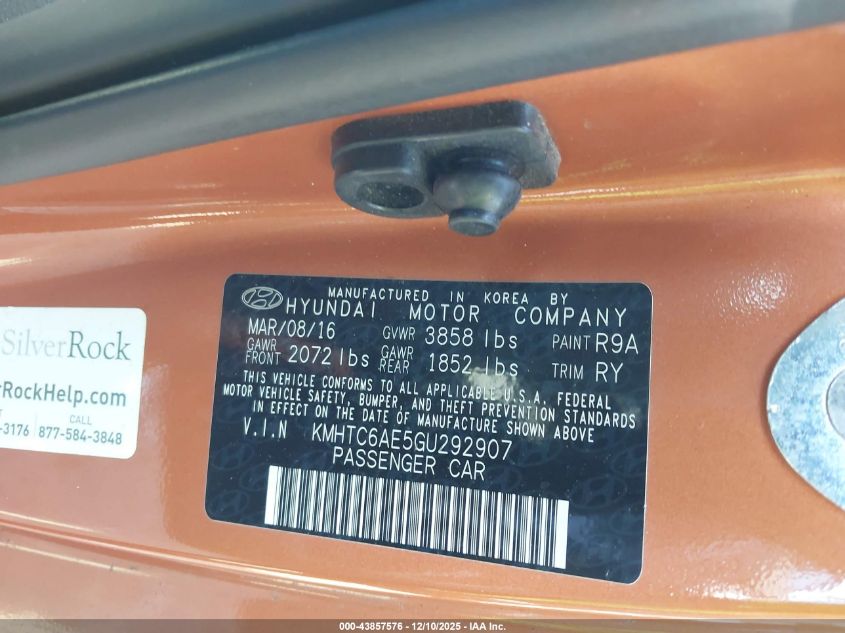 MANUFACTURED IN KOREA BY
HYUNDAI MOTOR COMPANY
MAR/08/16 GVWR 3858 lbs PAINT R9A
GAWR FRONT 2072 lbs GAWR REAR 1852 lbs TRIM RY
THIS VEHICLE CONFORMS TO ALL APPLICABLE U.S.A. FEDERAL
MOTOR VEHICLE SAFETY, BUMPER, AND THEFT PREVENTION STANDARDS
IN EFFECT ON THE DATE OF MANUFACTURE SHOWN ABOVE
V.I.N KMHTC6AE5GU292907
PASSENGER CAR
SilverRock
rRockHelp.com
CALL
-3176 877-584-3848
000-43857576 - 12/10/2025 - IAA Inc.